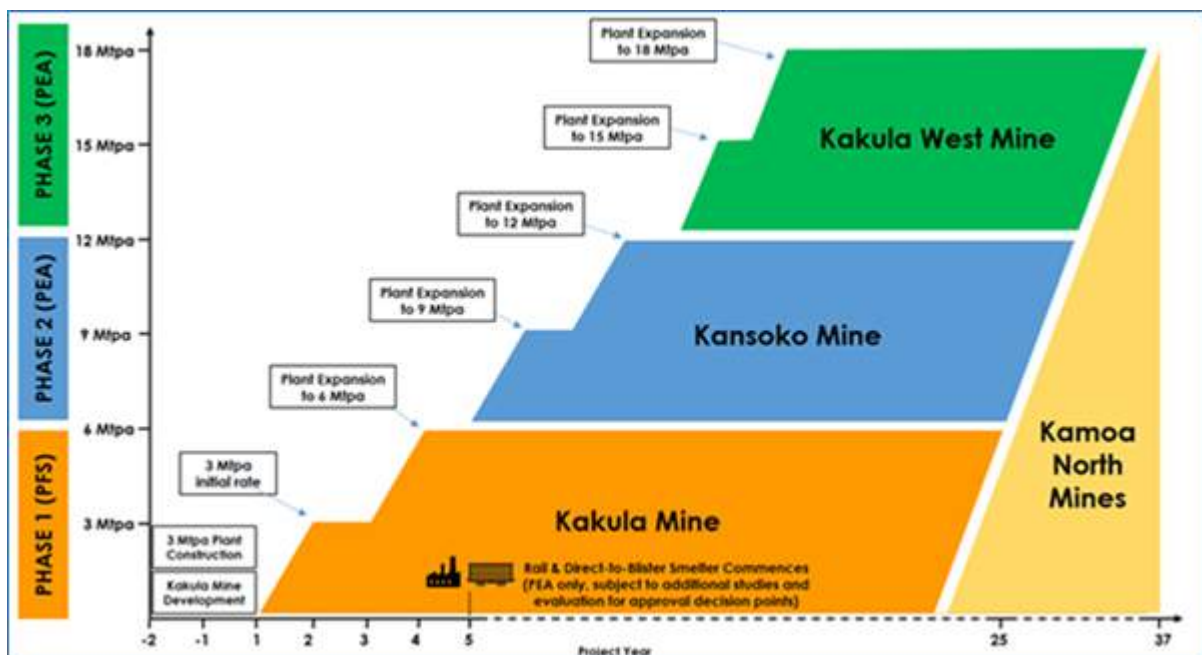 PHASE 3 (PEA)
PHASE 2 (PEA)
PHASE 1 (PFS)
18 Mtpa
15 Mtpa
12 Mtpa
9 Mtpa
6 Mtpa
3 Mtpa
Plant Expansion
to 18 Mtpa
Plant Expansion
to 15 Mtpa
Plant Expansion
to 12 Mtpa
Plant Expansion
to 9 Mtpa
Plant Expansion
to 6 Mtpa
3 Mtpa
initial rate
3 Mtpa Plant
Construction
Kakula Mine
Development
Kakula West Mine
Kansoko Mine
Kakula Mine
Kamoa
North
Mines
Rail & Direct-to-Blister Smelter Commences
(PEA only, subject to additional studies and
evaluation for approval decision points)
-2 -1 1 2 3 4 5 25 37
Project Year